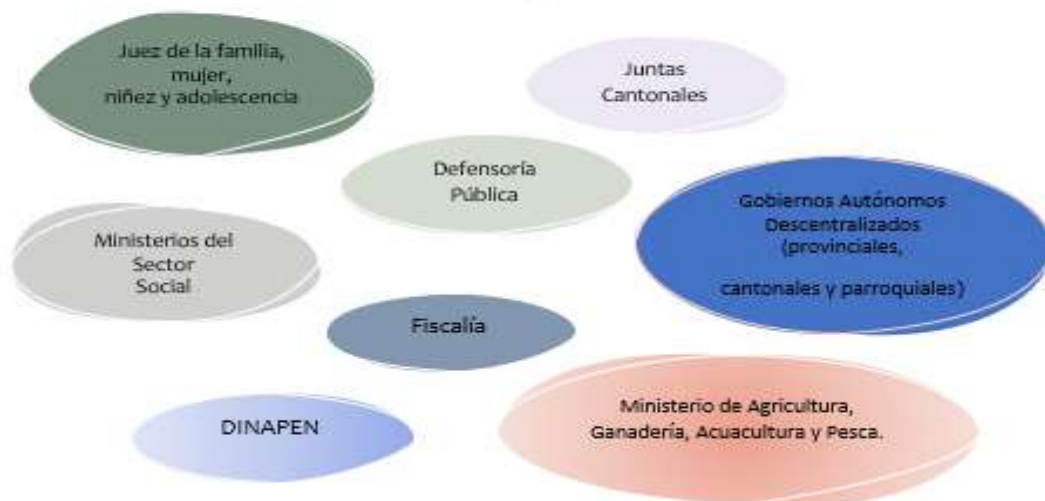 Juez de la familia,
mujer,
niñez y adolescencia
Juntas
Cantonales
Defensoría
Pública
Gobiernos Autónomos
Descentralizados
(provinciales,
cantonales y parroquiales)
Ministerios del
Sector
Social
Fiscalía
Ministerio de Agricultura,
Ganadería, Acuacultura y Pesca.
DINAPEN